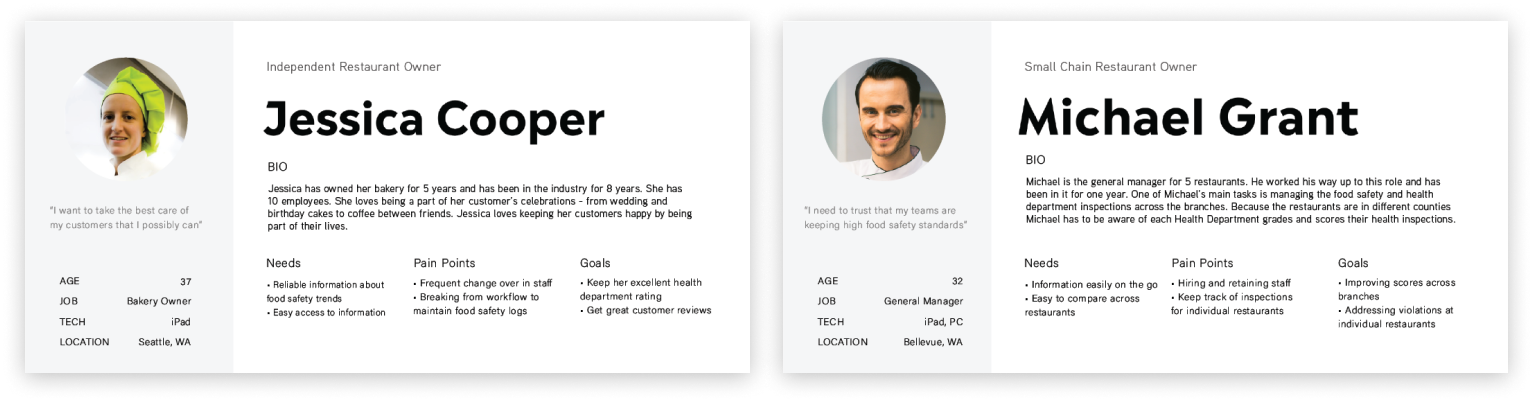 Independent Restaurant Owner
Jessica Cooper
BIO
Jessica has owned her bakery for 5 years and has been in the industry for 8 years. She has
10 employees. She loves being a part of her customer's celebrations - from wedding and
birthday cakes to coffee between friends. Jessica loves keeping her customers happy by being
part of their lives.
"I want to take the best care of
my customers that I possibly can"
AGE 37
JOB Bakery Owner
TECH iPad
LOCATION Seattle, WA
Needs
• Reliable information about
food safety trends
• Easy access to information
Pain Points
• Frequent change over in staff
• Breaking from workflow to
maintain food safety logs
Goals
• Keep her excellent health
department rating
• Get great customer reviews
Small Chain Restaurant Owner
Michael Grant
BIO
Michael is the general manager for 5 restaurants. He worked his way up to this role and has
been in it for one year. One of Michael's main tasks is managing the food safety and health
department inspections across the branches. Because the restaurants are in different counties
Michael has to be aware of each Health Department grades and scores their health inspections.
"I need to trust that my teams are
keeping high food safety standards"
AGE 32
JOB General Manager
TECH iPad, PC
LOCATION Bellevue, WA
Needs
• Information easily on the go
• Easy to compare across
restaurants
Pain Points
• Hiring and retaining staff
• Keep track of inspections
for individual restaurants
Goals
• Improving scores across
branches
• Addressing violations at
individual restaurants